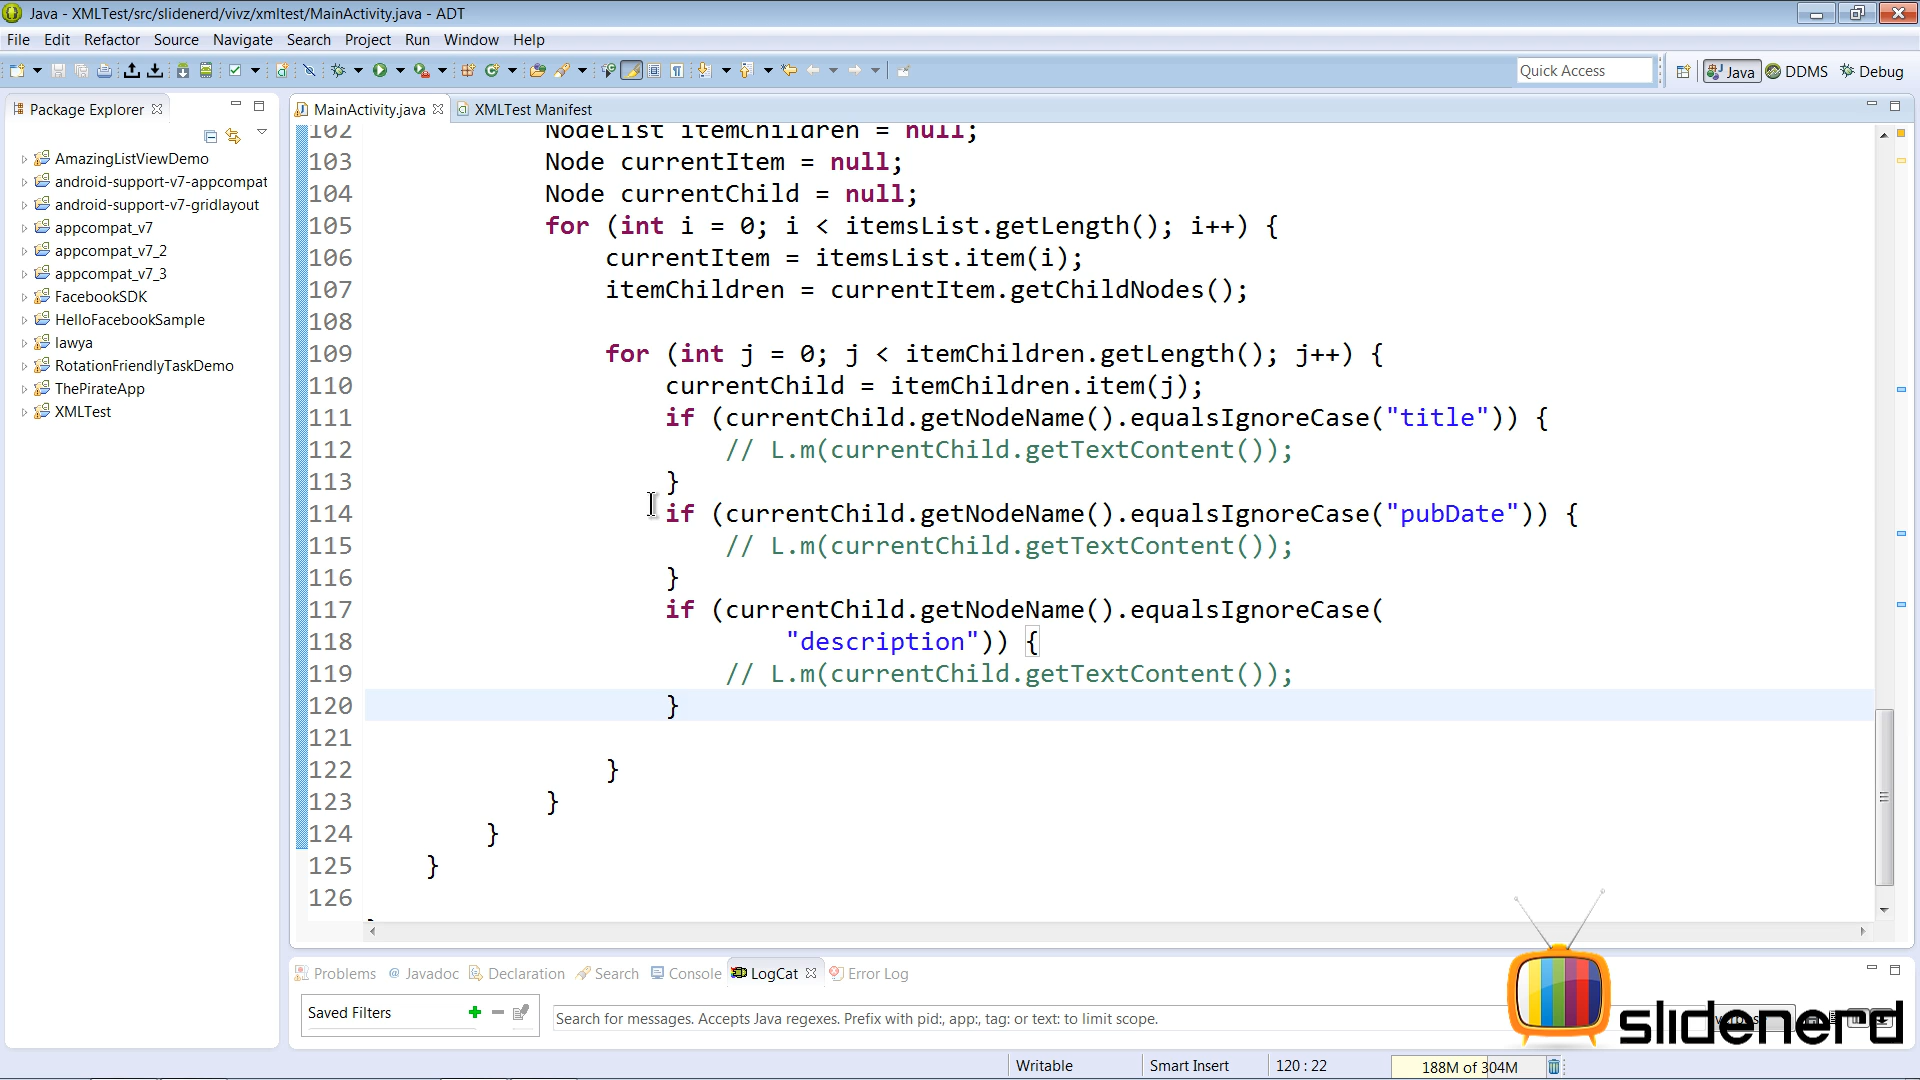 Java - XMLTest/src/slidenerd/vivz/xmltest/MainActivity.java - ADT
File Edit Refactor Source Navigate Search Project Run Window Help
Quick Access
Java
DDMS
Debug
Package Explorer
MainActivity.java
XMLTest Manifest
AmazingListViewDemo
android-support-v7-appcompat
android-support-v7-gridlayout
appcompat_v7
appcompat_v7_2
appcompat_v7_3
FacebookSDK
HelloFacebookSample
lawya
RotationFriendlyTaskDemo
ThePirateApp
XMLTest
102 NodeList itemChildren = null;
103 Node currentItem = null;
104 Node currentChild = null;
105 for (int i = 0; i < itemsList.getLength(); i++) {
106 currentItem = itemsList.item(i);
107 itemChildren = currentItem.getChildNodes();
108
109 for (int j = 0; j < itemChildren.getLength(); j++) {
110 currentChild = itemChildren.item(j);
111 if (currentChild.getNodeName().equalsIgnoreCase("title")) {
112 // L.m(currentChild.getTextContent());
113 }
114 if (currentChild.getNodeName().equalsIgnoreCase("pubDate")) {
115 // L.m(currentChild.getTextContent());
116 }
117 if (currentChild.getNodeName().equalsIgnoreCase(
118 "description")) {
119 // L.m(currentChild.getTextContent());
120 }
121
122 }
123 }
124 }
125 }
126
Problems @ Javadoc Declaration Search Console LogCat Error Log
Saved Filters
Search for messages. Accepts Java regexes. Prefix with pid:, app:, tag: or text: to limit scope.
slidenerd
Writable
Smart Insert
120 : 22
188M of 304M